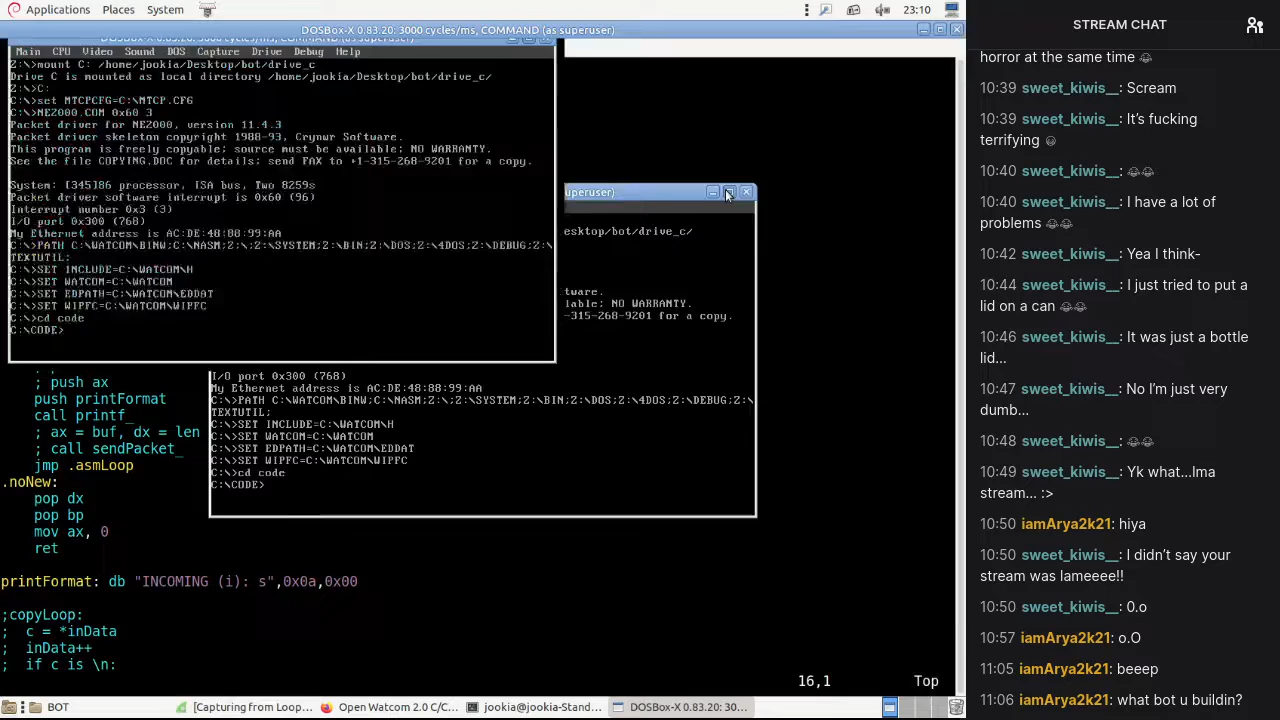 Applications Places System
23:10
DOSBox-X 0.83.20: 3000 cycles/ms, COMMAND (as superuser)
Main CPU Video Sound DOS Capture Drive Debug Help
Z:\>mount C: /home/jookia/Desktop/bot/drive_c
Drive C is mounted as local directory /home/jookia/Desktop/bot/drive_c/
Z:\>C:
C:\>set MTCPCFG=C:\MTCP.CFG
C:\>NE2000.COM 0x60 3
Packet driver for NE2000, version 11.4.3
Packet driver skeleton copyright 1988-93, Crynwr Software.
This program is freely copyable; source must be available; NO WARRANTY.
See the file COPYING.DOC for details; send FAX to +1-315-268-9201 for a copy.
System: [345]86 processor, ISA bus, Two 8259s
Packet driver software interrupt is 0x60 (96)
Interrupt number 0x3 (3)
I/O port 0x300 (768)
My Ethernet address is AC:DE:48:88:99:AA
C:\>PATH C:\WATCOM\BINW;C:\NASM;Z:\;Z:\SYSTEM;Z:\BIN;Z:\DOS;Z:\4DOS;Z:\DEBUG;Z:\
TEXTUTIL;
C:\>SET INCLUDE=C:\WATCOM\H
C:\>SET WATCOM=C:\WATCOM
C:\>SET EDPATH=C:\WATCOM\EDDAT
C:\>SET WIPFC=C:\WATCOM\WIPFC
C:\>cd code
C:\CODE>
uperuser)
esktop/bot/drive_c/
tware.
lable; NO WARRANTY.
-315-268-9201 for a copy.
I/O port 0x300 (768)
My Ethernet address is AC:DE:48:88:99:AA
C:\>PATH C:\WATCOM\BINW;C:\NASM;Z:\;Z:\SYSTEM;Z:\BIN;Z:\DOS;Z:\4DOS;Z:\DEBUG;Z:\
TEXTUTIL;
C:\>SET INCLUDE=C:\WATCOM\H
C:\>SET WATCOM=C:\WATCOM
C:\>SET EDPATH=C:\WATCOM\EDDAT
C:\>SET WIPFC=C:\WATCOM\WIPFC
C:\>cd code
C:\CODE>
; push ax
push printFormat
call printf_
; ax = buf, dx = len
; call sendPacket_
jmp .asmLoop
.noNew:
pop dx
pop bp
mov ax, 0
ret
printFormat: db "INCOMING (i): s",0x0a,0x00
;copyLoop:
;  c = *inData
;  inData++
;  if c is \n:
16,1 Top
BOT [Capturing from Loop... Open Watcom 2.0 C/C... jookia@jookia-Stand... DOSBox-X 0.83.20: 30...
STREAM CHAT
horror at the same time 😂
10:39 sweet_kiwis__: Scream
10:39 sweet_kiwis__: It's fucking
terrifying 😃
10:40 sweet_kiwis__: 😂😂
10:40 sweet_kiwis__: I have a lot of
problems 😂😂
10:42 sweet_kiwis__: Yea I think-
10:44 sweet_kiwis__: I just tried to put a
lid on a can 😂😂
10:46 sweet_kiwis__: It was just a bottle
lid...
10:47 sweet_kiwis__: No I'm just very
dumb...
10:48 sweet_kiwis__: 😂😂
10:49 sweet_kiwis__: Yk what...Ima
stream... :>
10:50 iamArya2k21: hiya
10:50 sweet_kiwis__: I didn't say your
stream was lameeee!!
10:50 sweet_kiwis__: 0.o
10:57 iamArya2k21: o.O
11:05 iamArya2k21: beeep
11:06 iamArya2k21: what bot u buildin?